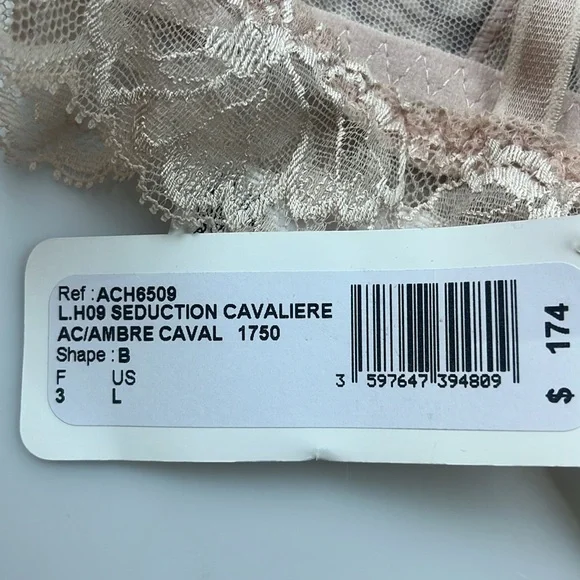 Ref : ACH6509
L.H09 SEDUCTION CAVALIERE
AC/AMBRE CAVAL 1750
Shape : B
F US
3 L
3 597647 394809
$ 174